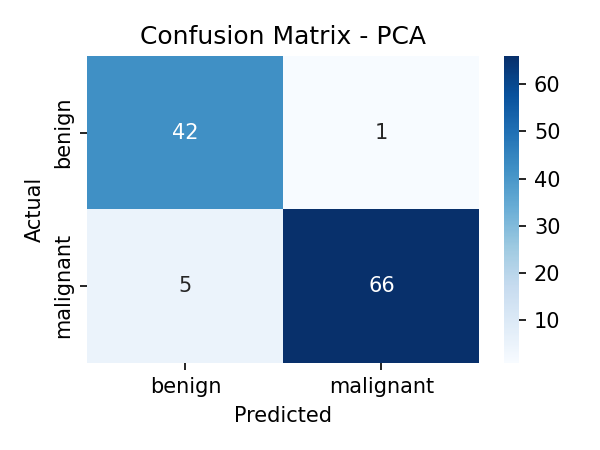 Confusion Matrix - PCA
Actual
benign
malignant
42
1
5
66
benign
malignant
Predicted
60
50
40
30
20
10